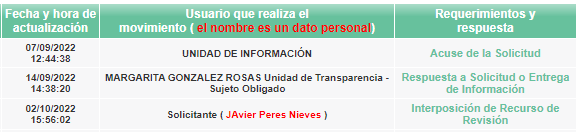 Fecha y hora de actualización
Usuario que realiza el movimiento ( el nombre es un dato personal)
Requerimientos y respuesta
07/09/2022 12:44:38
UNIDAD DE INFORMACIÓN
Acuse de la Solicitud
14/09/2022 14:38:20
MARGARITA GONZALEZ ROSAS Unidad de Transparencia - Sujeto Obligado
Respuesta a Solicitud o Entrega de Información
02/10/2022 15:56:02
Solicitante ( JAvier Peres Nieves )
Interposición de Recurso de Revisión